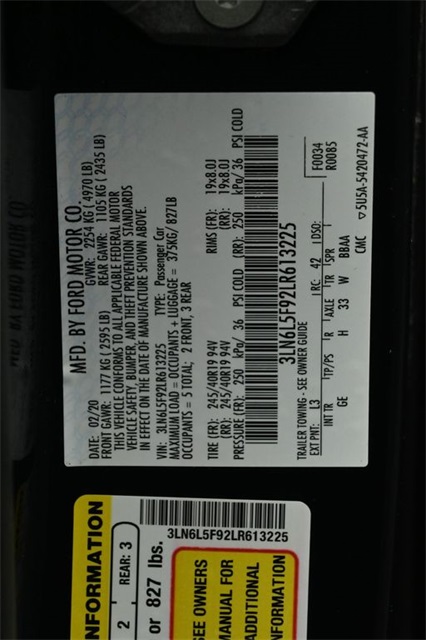 MFD. BY FORD MOTOR CO.
DATE: 02/20 GVWR: 2254 KG (4970 LB)
FRONT GAWR: 1177 KG (2595 LB) REAR GAWR: 1105 KG (2435 LB)
THIS VEHICLE CONFORMS TO ALL APPLICABLE FEDERAL MOTOR
VEHICLE SAFETY, BUMPER, AND THEFT PREVENTION STANDARDS
IN EFFECT ON THE DATE OF MANUFACTURE SHOWN ABOVE.
VIN: 3LN6L5F92LR613225 TYPE: Passenger Car
MAXIMUM LOAD = OCCUPANTS + LUGGAGE = 375KG/ 827LB
OCCUPANTS = 5 TOTAL; 2 FRONT, 3 REAR
TIRE (FR): 245/40R19 94V RIMS (FR): 19x8.0J
(RR): 245/40R19 94V (RR): 19x8.0J
PRESSURE (FR): 250 kPa/ 36 PSI COLD (RR): 250 kPa/ 36 PSI COLD
3LN6L5F92LR613225
TRAILER TOWING - SEE OWNER GUIDE
F0034
R0085
EXT PNT: L3 RC: 42 DSO:
INT TR TP/PS R AXLE TR SPR
GE H 33 W BBAA
CMC ▽5U5A-5420472-AA
INFORMATION
2 REAR: 3
or 827 lbs.
3LN6L5F92LR613225
SEE OWNERS
MANUAL FOR
ADDITIONAL
INFORMATION